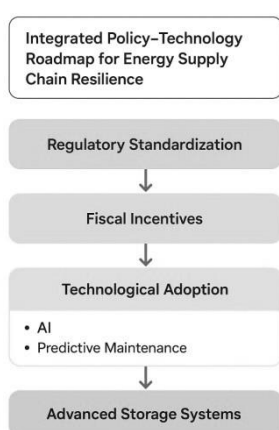 Integrated Policy–Technology
Roadmap for Energy Supply
Chain Resilience
Regulatory Standardization
Fiscal Incentives
Technological Adoption
• AI
• Predictive Maintenance
Advanced Storage Systems